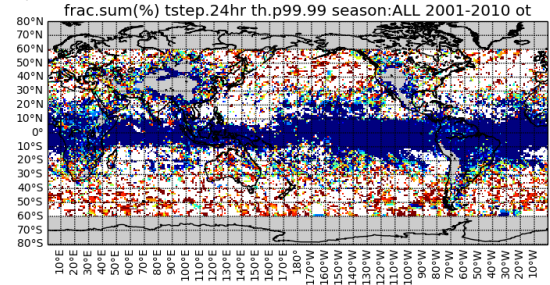 frac.sum(%) tstep.24hr th.p99.99 season:ALL 2001-2010 ot
80°N
70°N
60°N
50°N
40°N
30°N
20°N
10°N
0°
10°S
20°S
30°S
40°S
50°S
60°S
70°S
80°S
10°E 20°E 30°E 40°E 50°E 60°E 70°E 80°E 90°E 100°E 110°E 120°E 130°E 140°E 150°E 160°E 170°E 180° 170°W 160°W 150°W 140°W 130°W 120°W 110°W 100°W 90°W 80°W 70°W 60°W 50°W 40°W 30°W 20°W 10°W